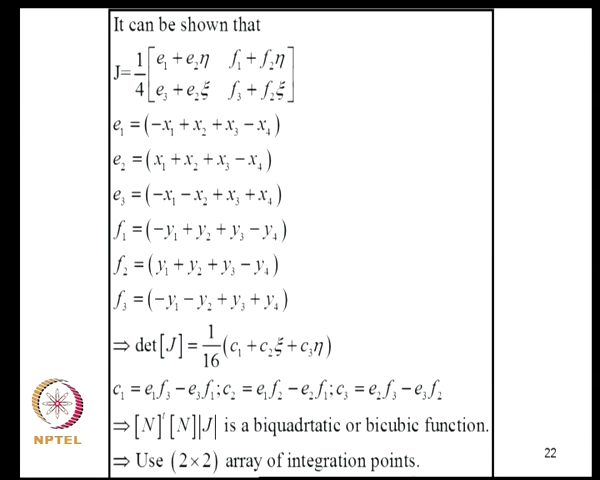 It can be shown that
J=1/4[e₁+e₂η f₁+f₂η
e₃+e₂ξ f₃+f₂ξ]
e₁=(−x₁+x₂+x₃−x₄)
e₂=(x₁+x₂+x₃−x₄)
e₃=(−x₁−x₂+x₃+x₄)
f₁=(−y₁+y₂+y₃−y₄)
f₂=(y₁+y₂+y₃−y₄)
f₃=(−y₁−y₂+y₃+y₄)
⇒det[J]=1/16(c₁+c₂ξ+c₃η)
c₁=e₁f₃−e₃f₁;c₂=e₁f₂−e₂f₁;c₃=e₂f₃−e₃f₂
⇒[N]ᵗ[N]|J| is a biquadrtatic or bicubic function.
⇒Use (2×2) array of integration points.
NPTEL
22